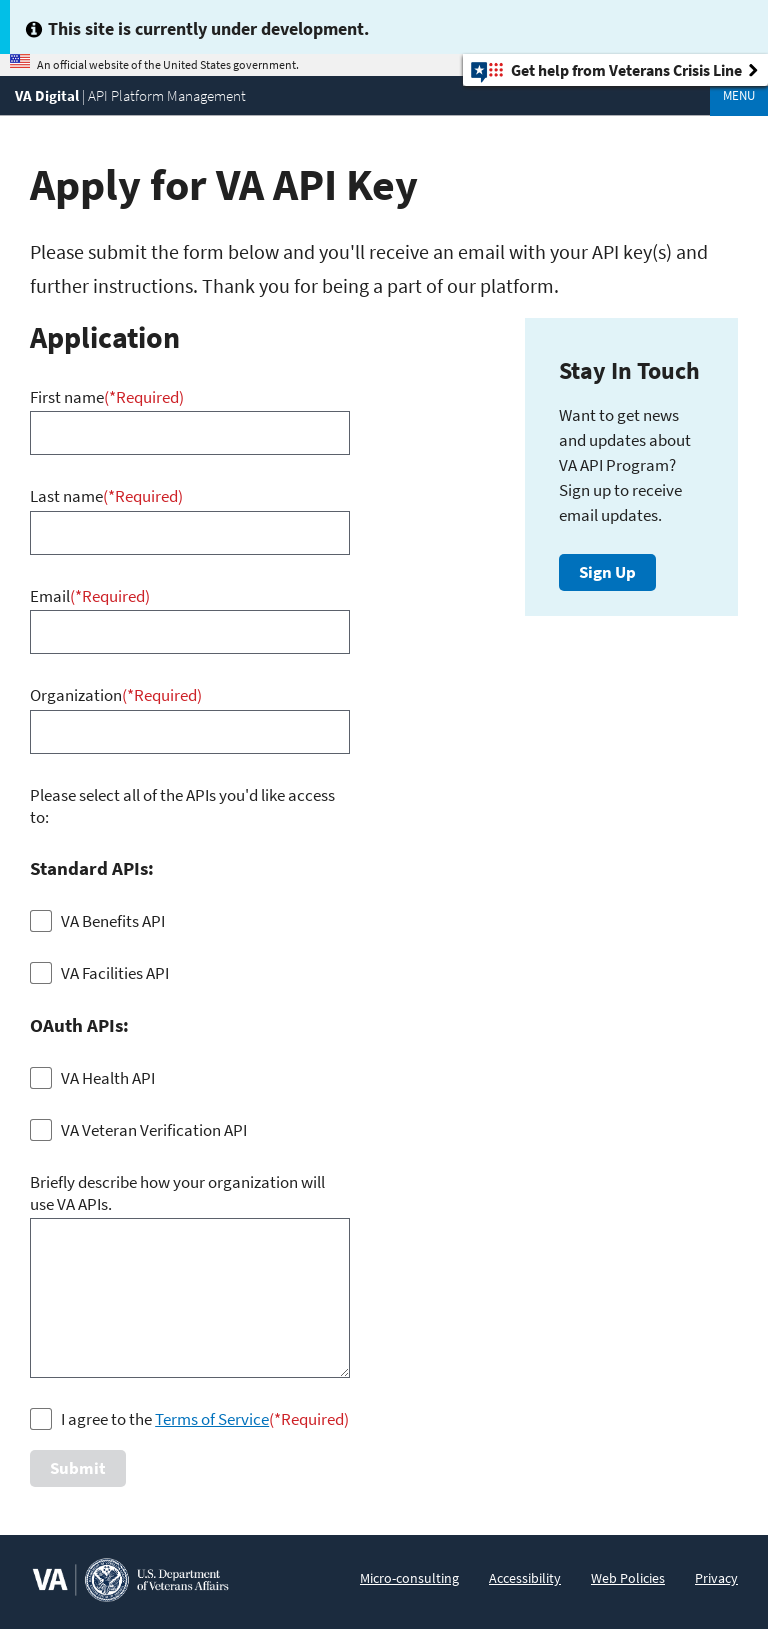 This site is currently under development.
An official website of the United States government.
Get help from Veterans Crisis Line
VA Digital | API Platform Management
MENU
Apply for VA API Key
Please submit the form below and you'll receive an email with your API key(s) and
further instructions. Thank you for being a part of our platform.
Application
First name(*Required)
Last name(*Required)
Email(*Required)
Organization(*Required)
Please select all of the APIs you'd like access
to:
Standard APIs:
VA Benefits API
VA Facilities API
OAuth APIs:
VA Health API
VA Veteran Verification API
Briefly describe how your organization will
use VA APIs.
I agree to the Terms of Service(*Required)
Submit
Stay In Touch
Want to get news
and updates about
VA API Program?
Sign up to receive
email updates.
Sign Up
VA
U.S. Department
of Veterans Affairs
Micro-consulting
Accessibility
Web Policies
Privacy